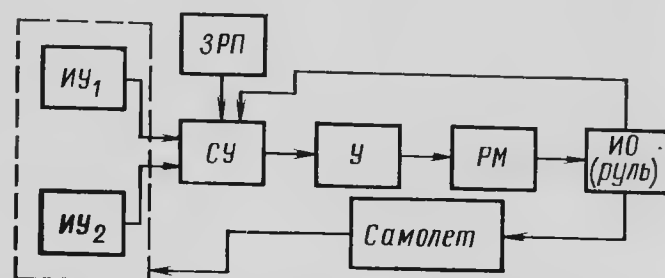 ЗРП
ИУ₁
СУ
У
РМ
ИО
(руль)
ИУ₂
Самолет